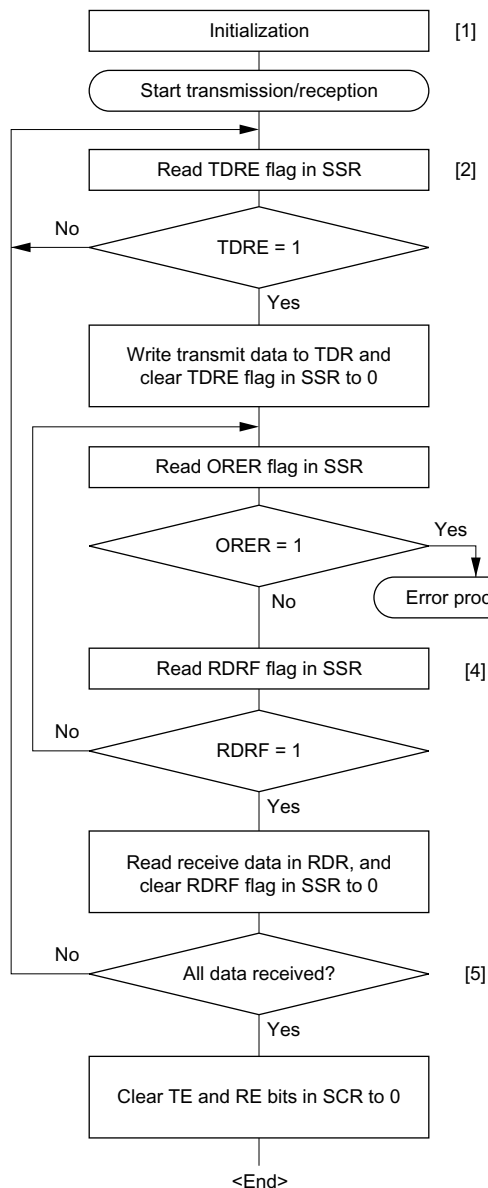 Initialization [1]
Start transmission/reception
Read TDRE flag in SSR [2]
No
TDRE = 1
Yes
Write transmit data to TDR and
clear TDRE flag in SSR to 0
Read ORER flag in SSR
Yes
ORER = 1
No
Error proc
Read RDRF flag in SSR [4]
No
RDRF = 1
Yes
Read receive data in RDR, and
clear RDRF flag in SSR to 0
No
All data received? [5]
Yes
Clear TE and RE bits in SCR to 0
<End>